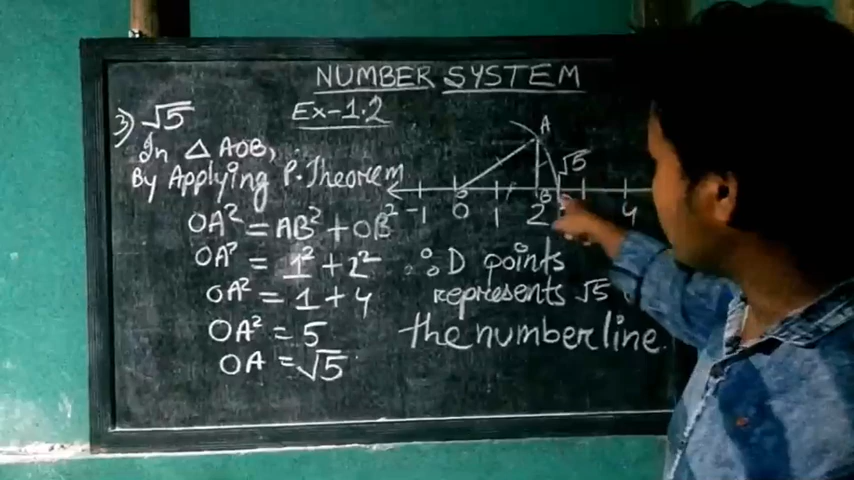 NUMBER SYSTEM
Ex-1.2
3) √5
In △ AOB,
By Applying P. Theorem
OA² = AB² + OB²
OA² = 1² + 2²
OA² = 1 + 4
OA² = 5
OA = √5
A
√5
O B
-1 0 1 2 4
∴ D points
represents √5
the number line.